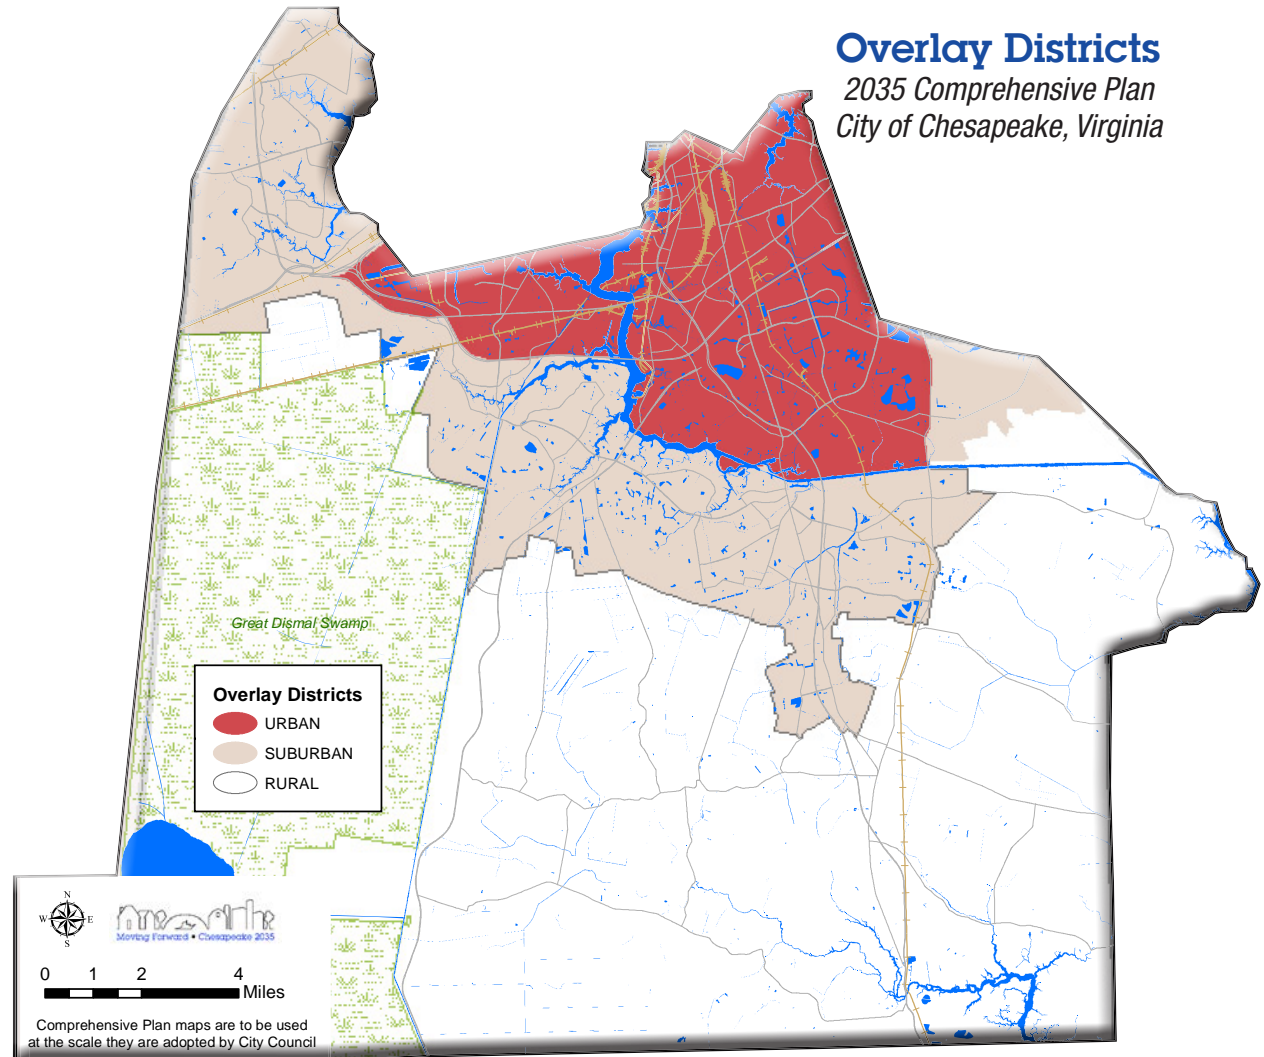 Overlay Districts
2035 Comprehensive Plan
City of Chesapeake, Virginia
Great Dismal Swamp
Overlay Districts
URBAN
SUBURBAN
RURAL
N
W E
S
Moving Forward • Chesapeake 2035
0 1 2 4
Miles
Comprehensive Plan maps are to be used
at the scale they are adopted by City Council